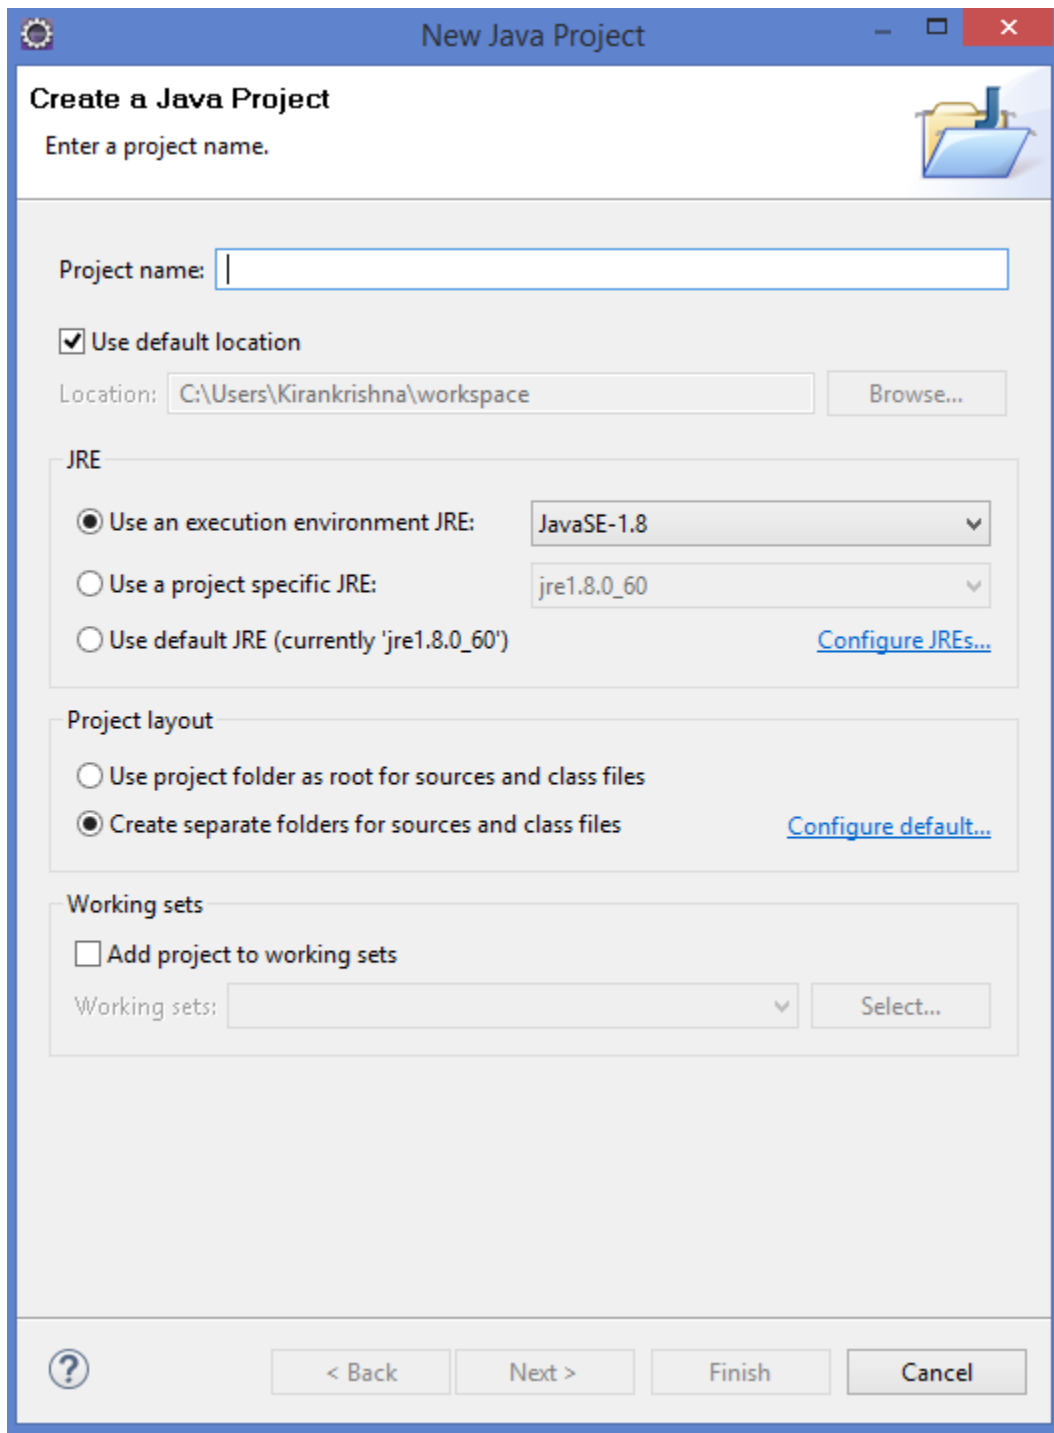 New Java Project
Create a Java Project
Enter a project name.
Project name:
Use default location
Location: C:\Users\Kirankrishna\workspace Browse...
JRE
Use an execution environment JRE: JavaSE-1.8
Use a project specific JRE: jre1.8.0_60
Use default JRE (currently 'jre1.8.0_60') Configure JREs...
Project layout
Use project folder as root for sources and class files
Create separate folders for sources and class files Configure default...
Working sets
Add project to working sets
Working sets: Select...
? < Back Next > Finish Cancel